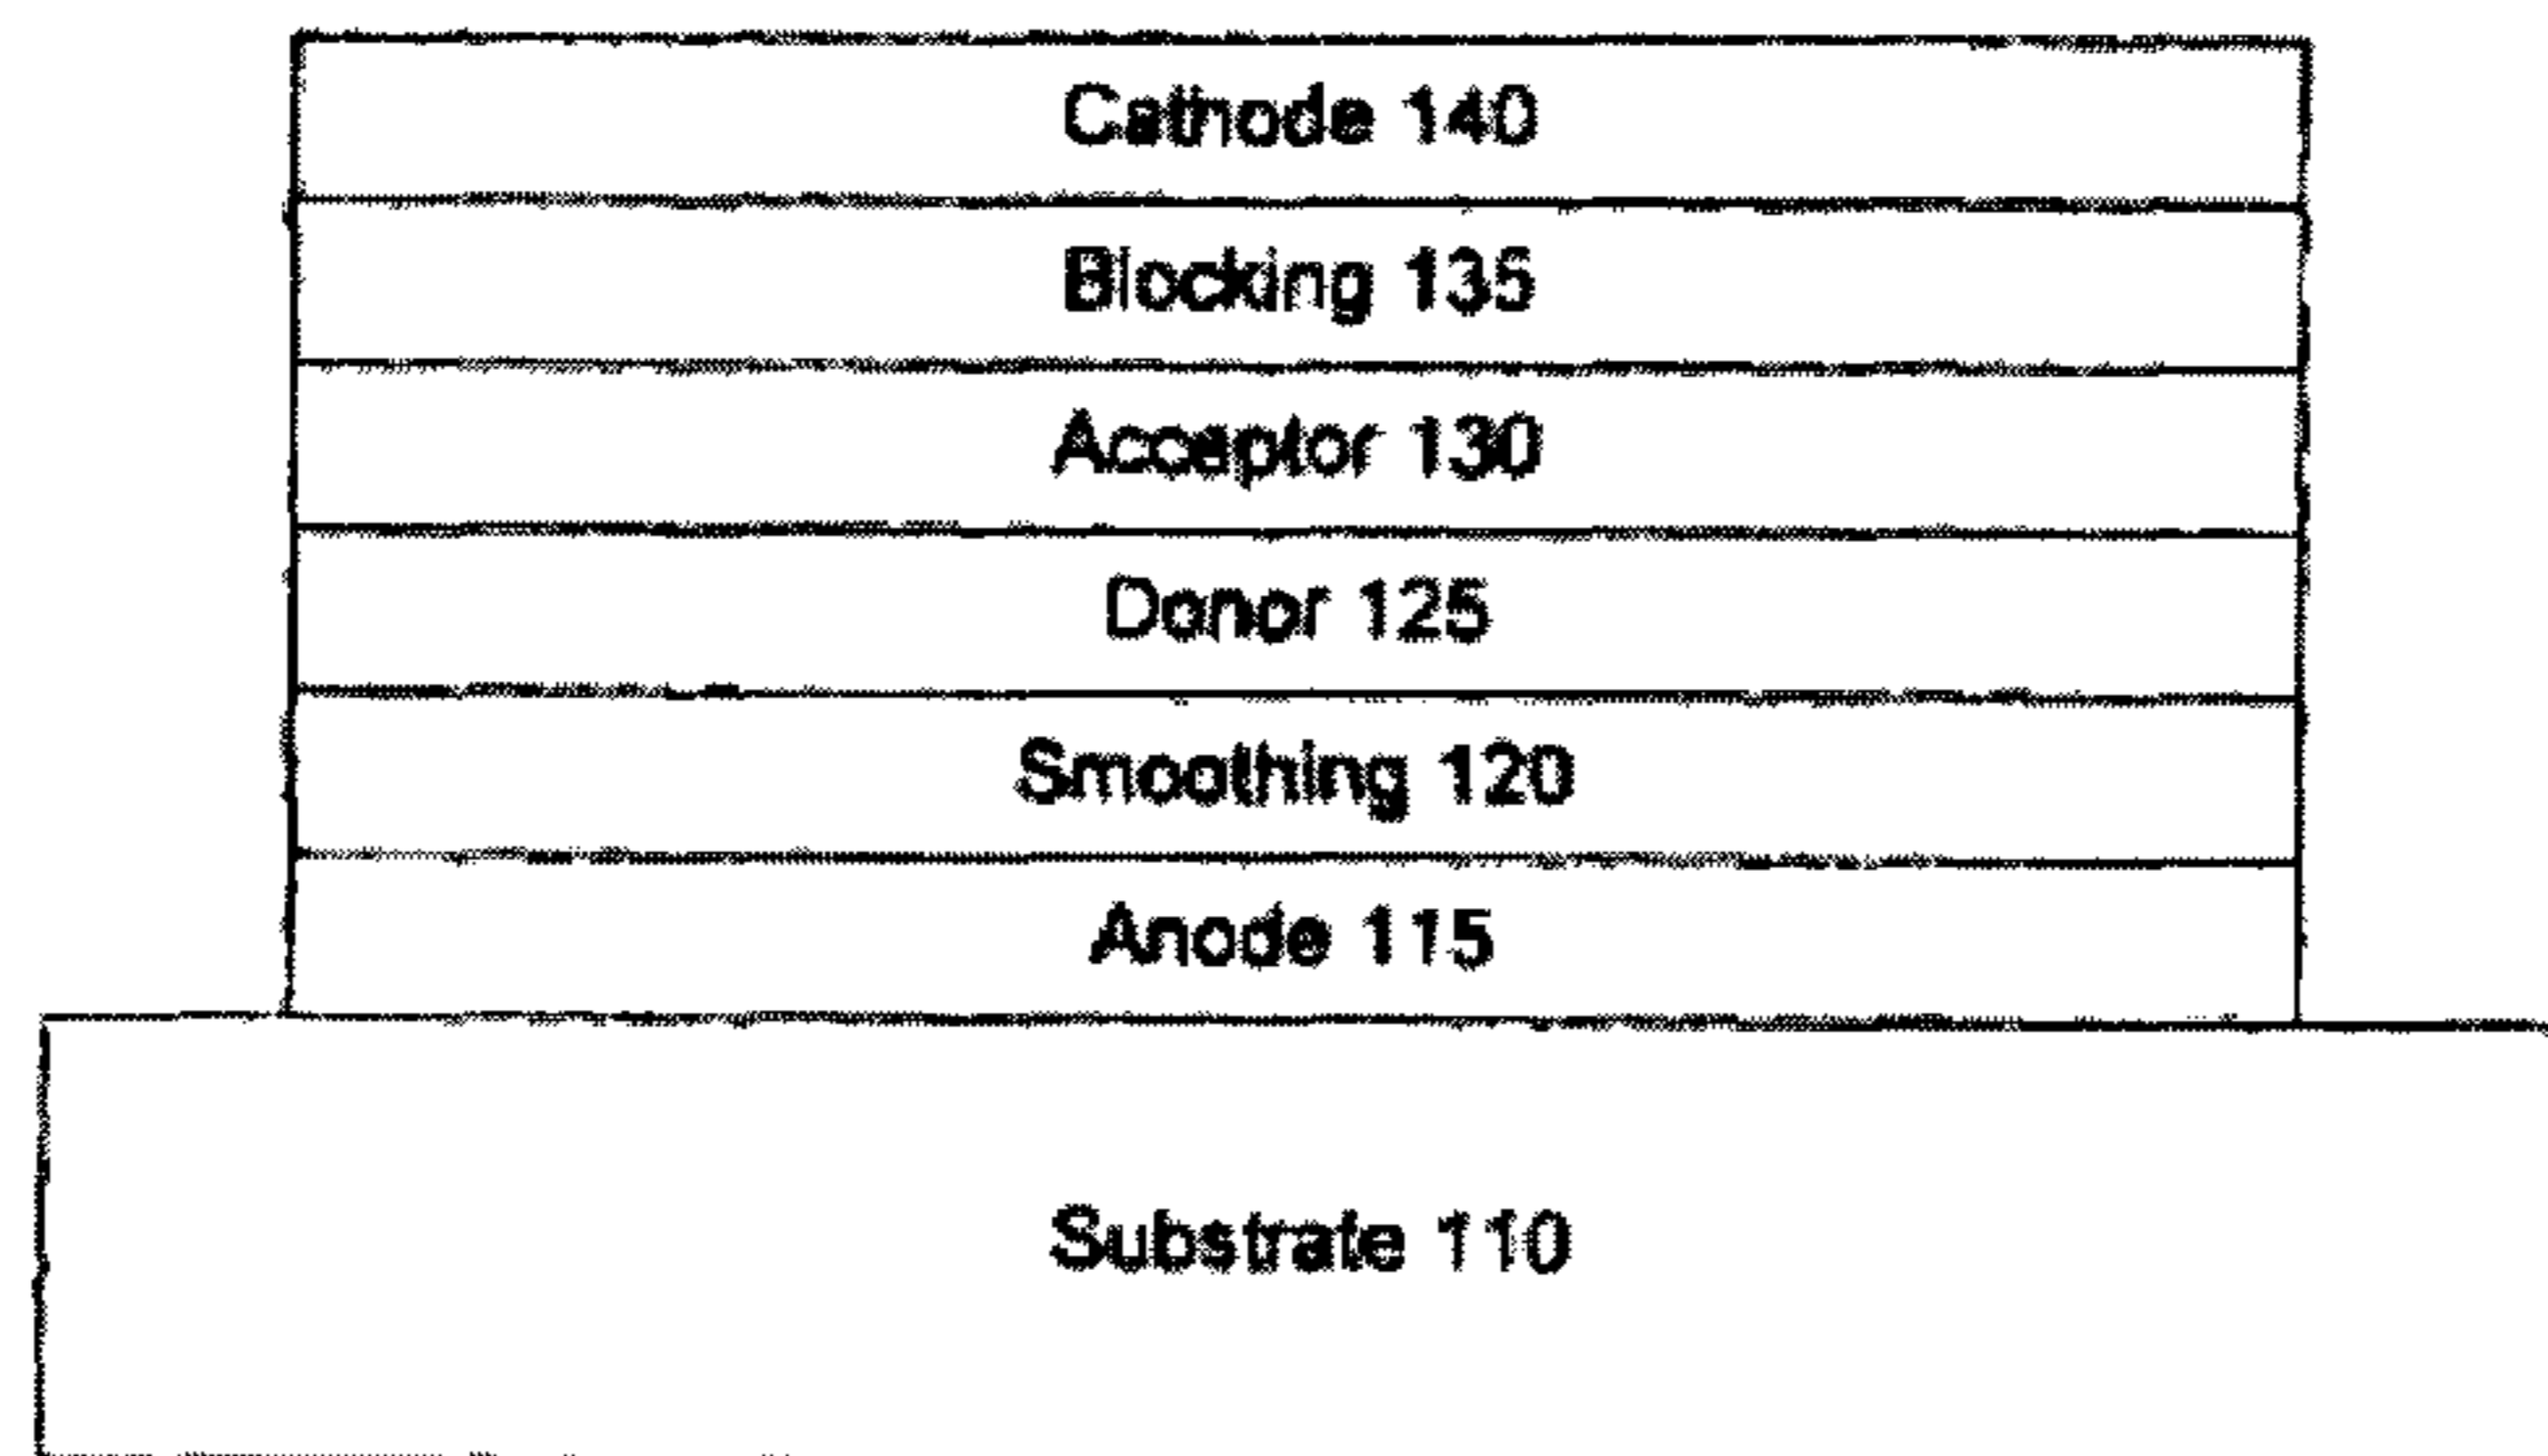 Cathode 140
Blocking 135
Acceptor 130
Donor 125
Smoothing 120
Anode 115
Substrate 110